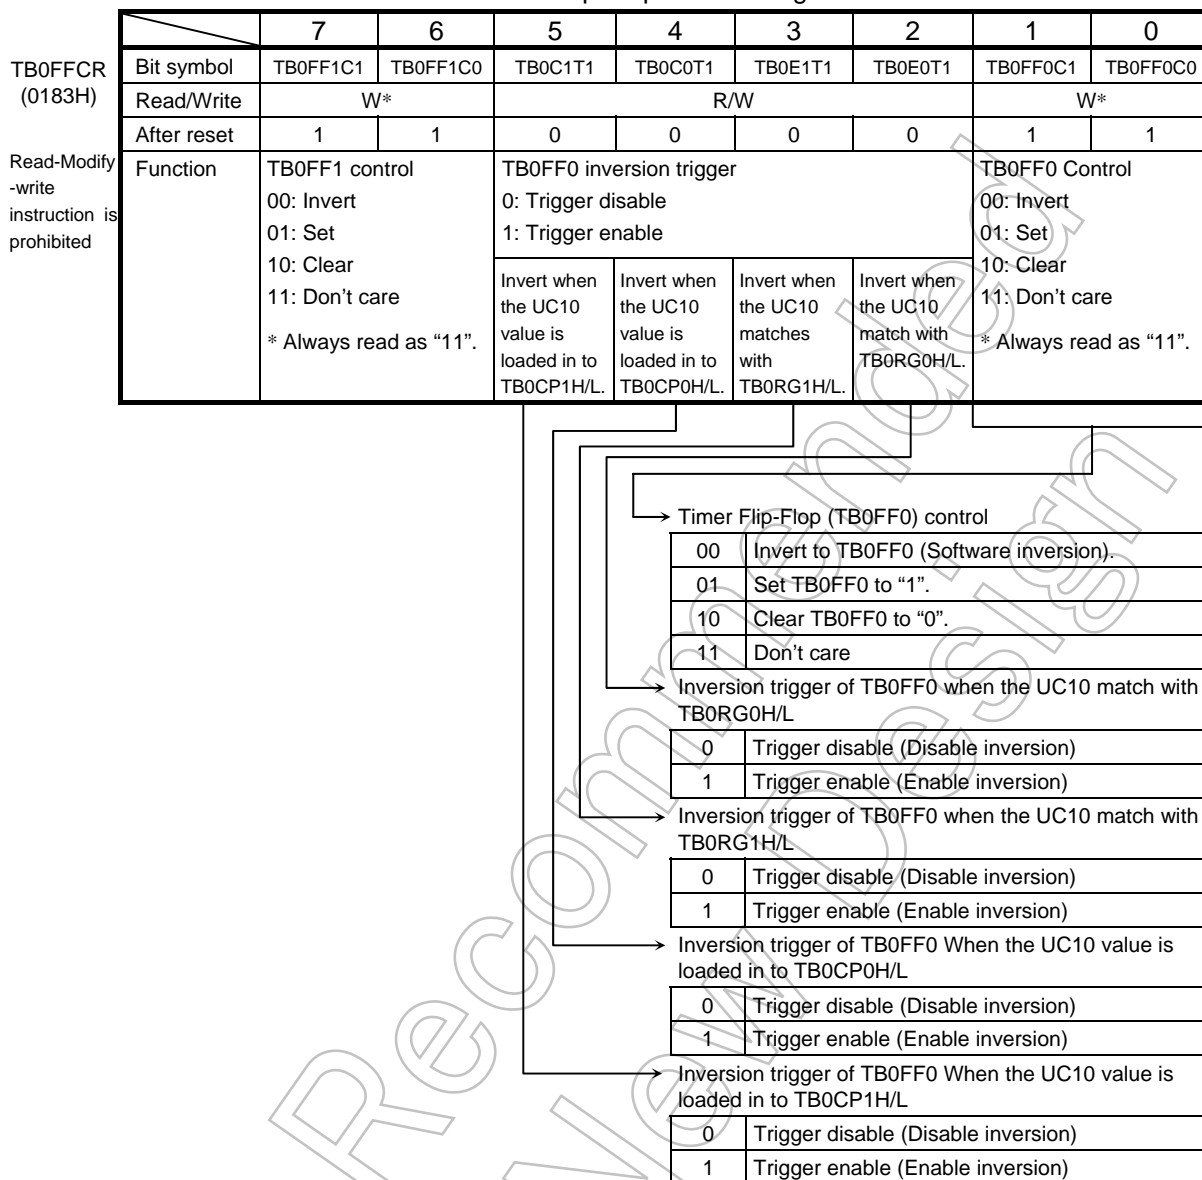 7 6 5 4 3 2 1 0
TB0FFCR
(0183H)
Bit symbol TB0FF1C1 TB0FF1C0 TB0C1T1 TB0C0T1 TB0E1T1 TB0E0T1 TB0FF0C1 TB0FF0C0
Read/Write W* R/W W*
After reset 1 1 0 0 0 0 1 1
Read-Modify
-write
instruction is
prohibited
Function
TB0FF1 control
00: Invert
01: Set
10: Clear
11: Don't care
* Always read as “11”.
TB0FF0 inversion trigger
0: Trigger disable
1: Trigger enable
Invert when
the UC10
value is
loaded in to
TB0CP1H/L.
Invert when
the UC10
value is
loaded in to
TB0CP0H/L.
Invert when
the UC10
matches
with
TB0RG1H/L.
Invert when
the UC10
match with
TB0RG0H/L.
TB0FF0 Control
00: Invert
01: Set
10: Clear
11: Don't care
* Always read as “11”.
Timer Flip-Flop (TB0FF0) control
00 Invert to TB0FF0 (Software inversion).
01 Set TB0FF0 to “1”.
10 Clear TB0FF0 to “0”.
11 Don't care
Inversion trigger of TB0FF0 when the UC10 match with
TB0RG0H/L
0 Trigger disable (Disable inversion)
1 Trigger enable (Enable inversion)
Inversion trigger of TB0FF0 when the UC10 match with
TB0RG1H/L
0 Trigger disable (Disable inversion)
1 Trigger enable (Enable inversion)
Inversion trigger of TB0FF0 When the UC10 value is
loaded in to TB0CP0H/L
0 Trigger disable (Disable inversion)
1 Trigger enable (Enable inversion)
Inversion trigger of TB0FF0 When the UC10 value is
loaded in to TB0CP1H/L
0 Trigger disable (Disable inversion)
1 Trigger enable (Enable inversion)
Recommended
New Design